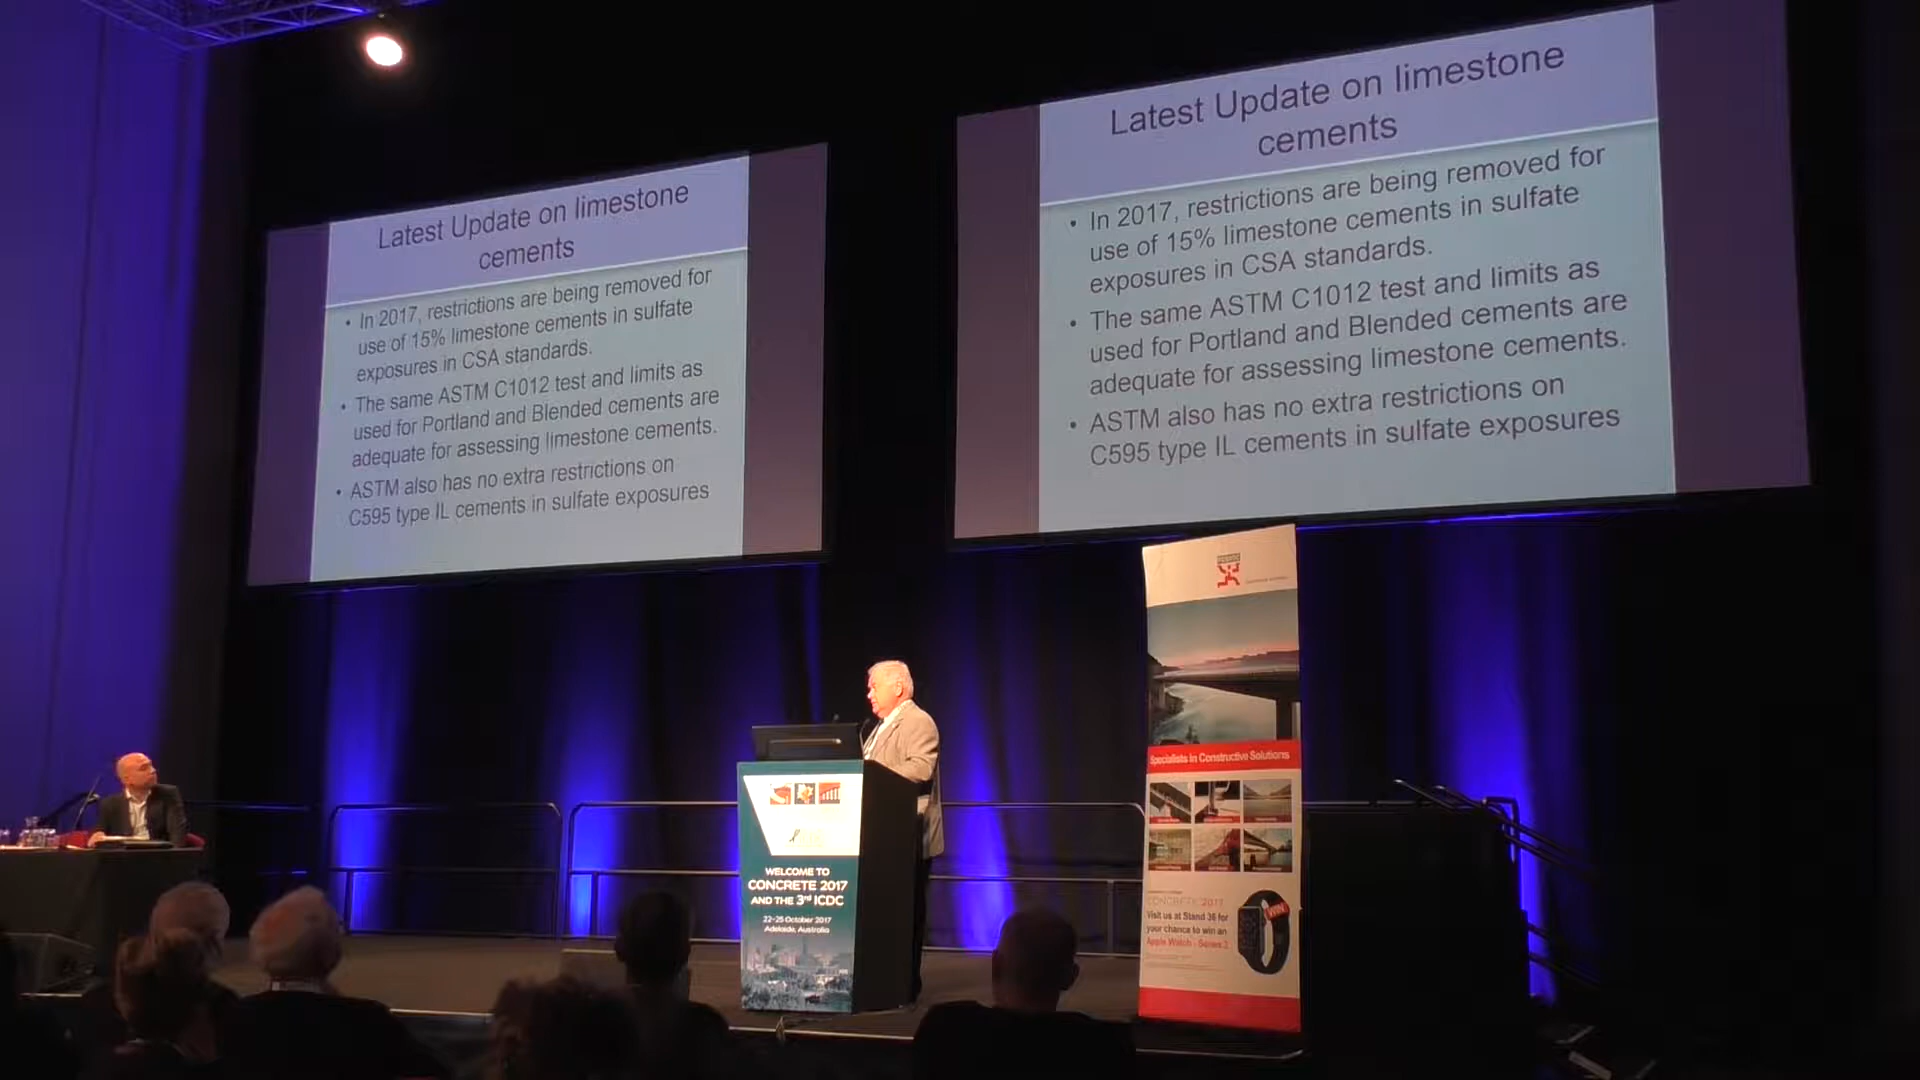 Latest Update on limestone
cements
• In 2017, restrictions are being removed for
use of 15% limestone cements in sulfate
exposures in CSA standards.
• The same ASTM C1012 test and limits as
used for Portland and Blended cements are
adequate for assessing limestone cements.
• ASTM also has no extra restrictions on
C595 type IL cements in sulfate exposures
Latest Update on limestone
cements
• In 2017, restrictions are being removed for
use of 15% limestone cements in sulfate
exposures in CSA standards.
• The same ASTM C1012 test and limits as
used for Portland and Blended cements are
adequate for assessing limestone cements.
• ASTM also has no extra restrictions on
C595 type IL cements in sulfate exposures
WELCOME TO
CONCRETE 2017
AND THE 3rd ICDC
22-25 October 2017
Adelaide, Australia
Specialists in Constructive Solutions
CONCRETE 2017
Visit us at Stand 36 for
your chance to win an
Apple Watch - Series 3
WIN